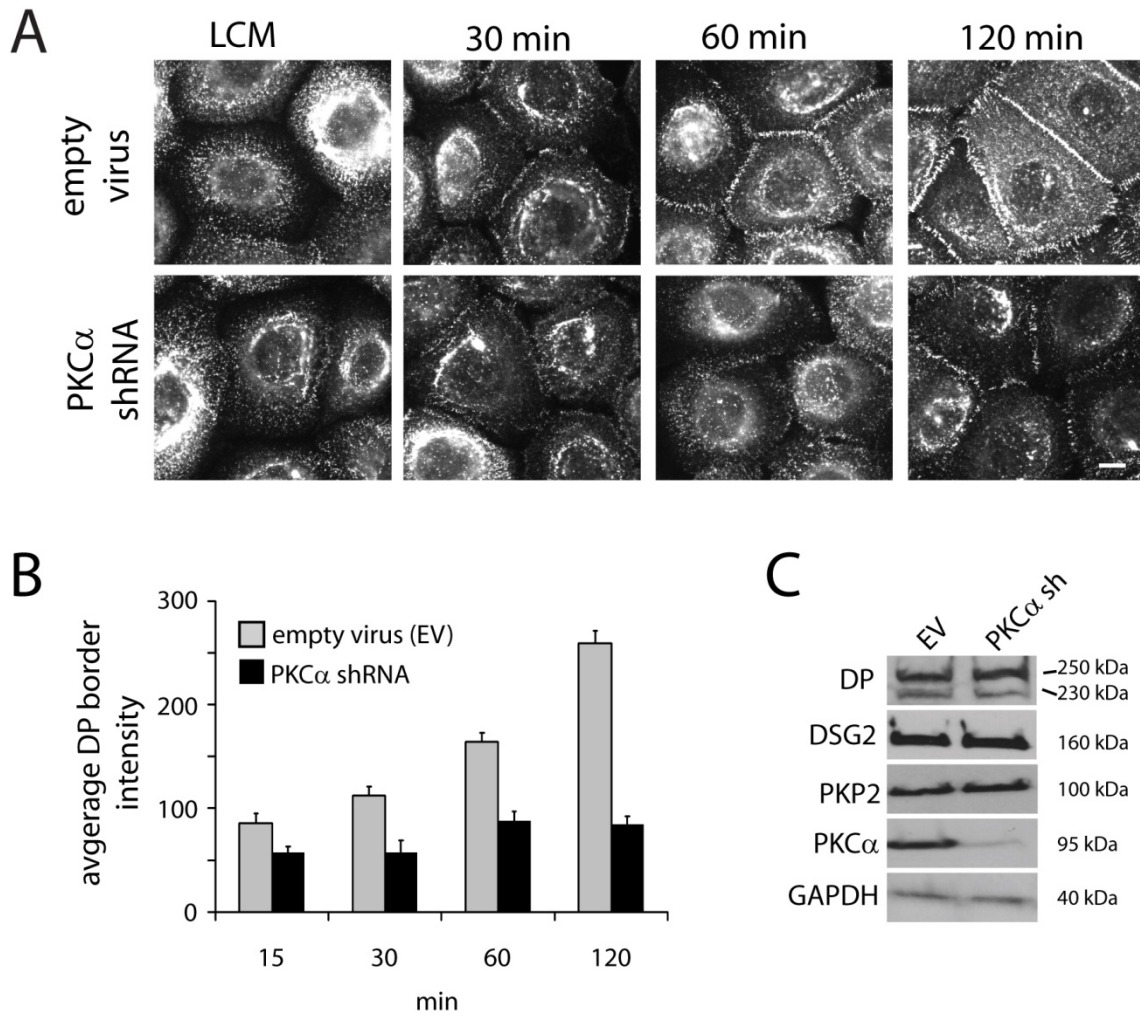 A
LCM 30 min 60 min 120 min
empty virus
PKCα shRNA
B
avgerage DP border intensity
300
200
100
0
empty virus (EV)
PKCα shRNA
15 30 60 120
min
C
EV PKCα sh
DP 250 kDa
230 kDa
DSG2 160 kDa
PKP2 100 kDa
PKCα 95 kDa
GAPDH 40 kDa